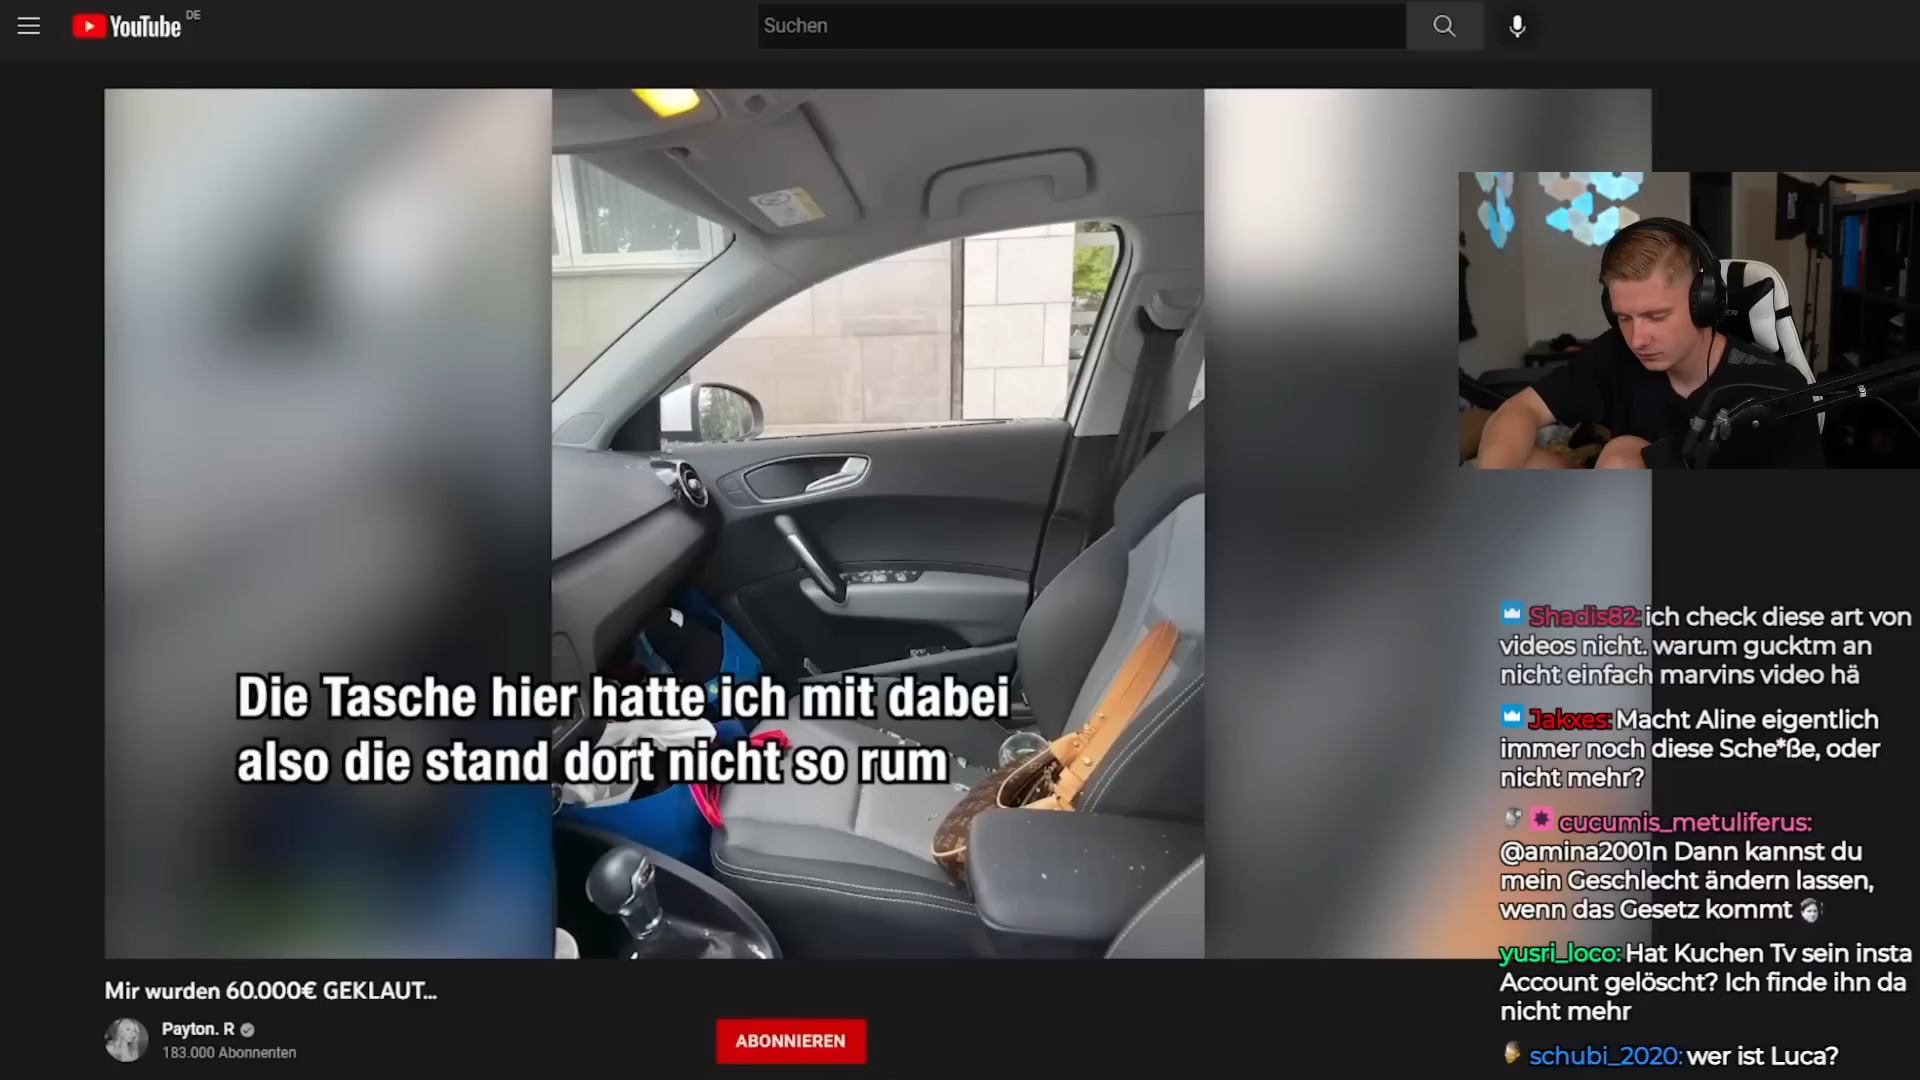 YouTube DE
Suchen
Die Tasche hier hatte ich mit dabei
also die stand dort nicht so rum
Mir wurden 60.000€ GEKLAUT...
Payton. R
183.000 Abonnenten
ABONNIEREN
Shadis82: ich check diese art von
videos nicht. warum gucktm an
nicht einfach marvins video hä
Jakxes: Macht Aline eigentlich
immer noch diese Sche*ße, oder
nicht mehr?
cucumis_metuliferus:
@amina2001n Dann kannst du
mein Geschlecht ändern lassen,
wenn das Gesetz kommt
yusri_loco: Hat Kuchen Tv sein insta
Account gelöscht? Ich finde ihn da
nicht mehr
schubi_2020: wer ist Luca?